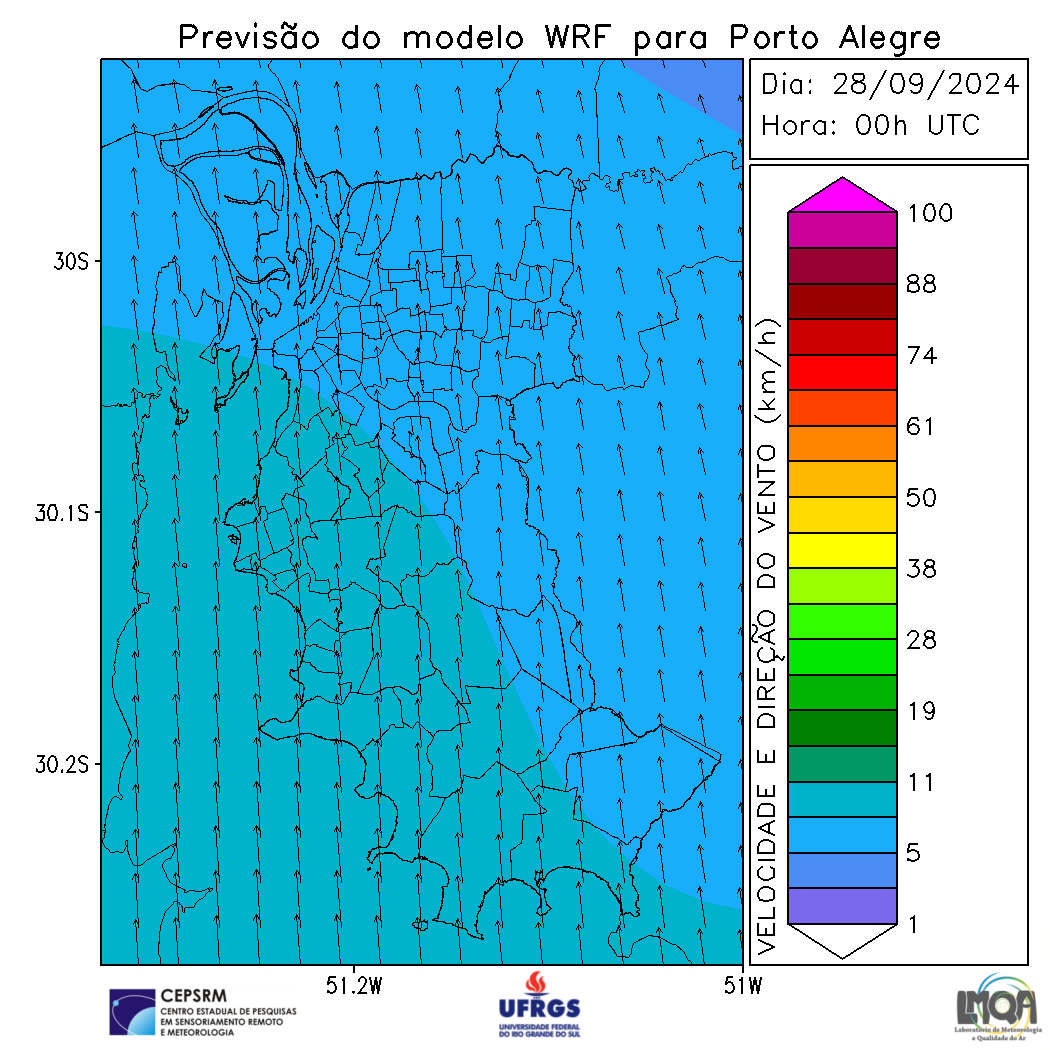 Previsão do modelo WRF para Porto Alegre
Dia: 28/09/2024
Hora: 00h UTC
30S
30.1S
30.2S
51.2W
51W
VELOCIDADE E DIREÇÃO DO VENTO (km/h)
100
88
74
61
50
38
28
19
11
5
1
CEPSRM
CENTRO ESTADUAL DE PESQUISAS
EM SENSORIAMENTO REMOTO
E METEOROLOGIA
UFRGS
UNIVERSIDADE FEDERAL
DO RIO GRANDE DO SUL
LMQA
Laboratório de Meteorologia
e Qualidade do Ar